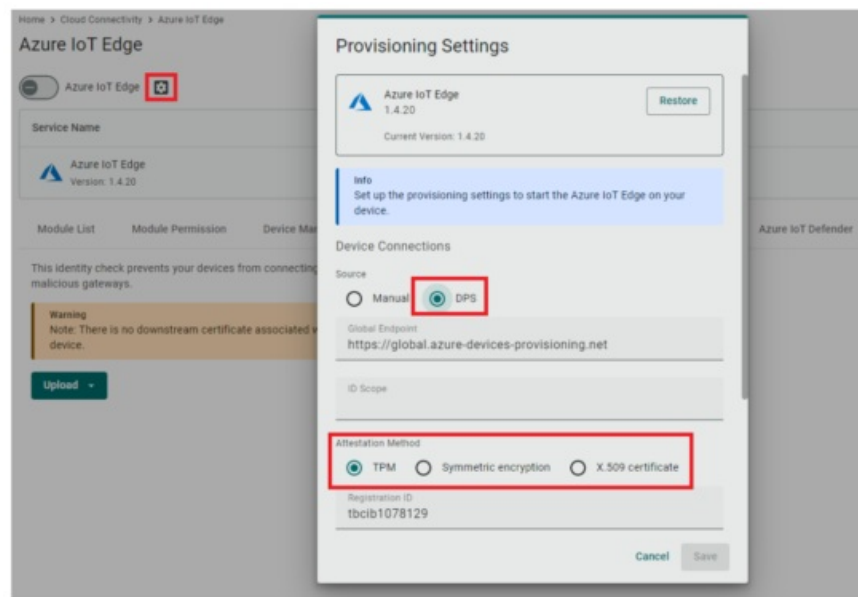 Home > Cloud Connectivity > Azure IoT Edge
Azure IoT Edge
Azure IoT Edge
Service Name
Azure IoT Edge
Version: 1.4.20
Module List Module Permission Device Man
This identity check prevents your devices from connecting
malicious gateways.
Warning
Note: There is no downstream certificate associated w
device.
Upload
Provisioning Settings
Azure IoT Edge
1.4.20
Restore
Current Version: 1.4.20
Info
Set up the provisioning settings to start the Azure IoT Edge on your
device.
Device Connections
Source
Manual DPS
Global Endpoint
https://global.azure-devices-provisioning.net
ID Scope
Attestation Method
TPM Symmetric encryption X.509 certificate
Registration ID
tbcib1078129
Cancel Save
Azure IoT Defender